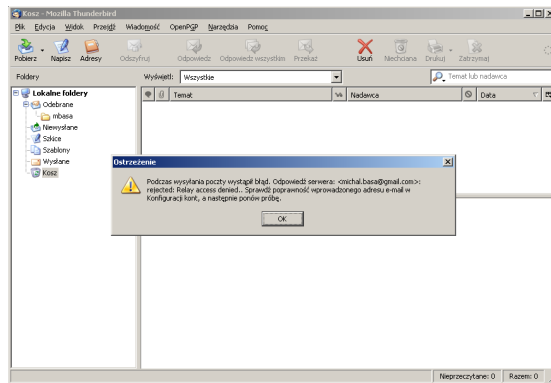 Kosz - Mozilla Thunderbird
Plik Edycja Widok Przejdź Wiadomość OpenPGP Narzędzia Pomoc
Pobierz Napisz Adresy Odszyfruj Odpowiedz Odpowiedz wszystkim Przekaż Usuń Niechciana Drukuj Zatrzymaj
Foldery Wyświetl: Wszystkie Temat lub nadawca
Lokalne foldery Temat Nadawca Data
Odebrane
mbasa
Niewysłane
Szkice
Szablony
Wysłane
Kosz
Ostrzeżenie
Podczas wysyłania poczty wystąpił błąd. Odpowiedź serwera: <michal.basa@gmail.com>:
rejected: Relay access denied.. Sprawdź poprawność wprowadzonego adresu e-mail w
Konfiguracji kont, a następnie ponów próbę.
OK
Nieprzeczytane: 0 Razem: 0